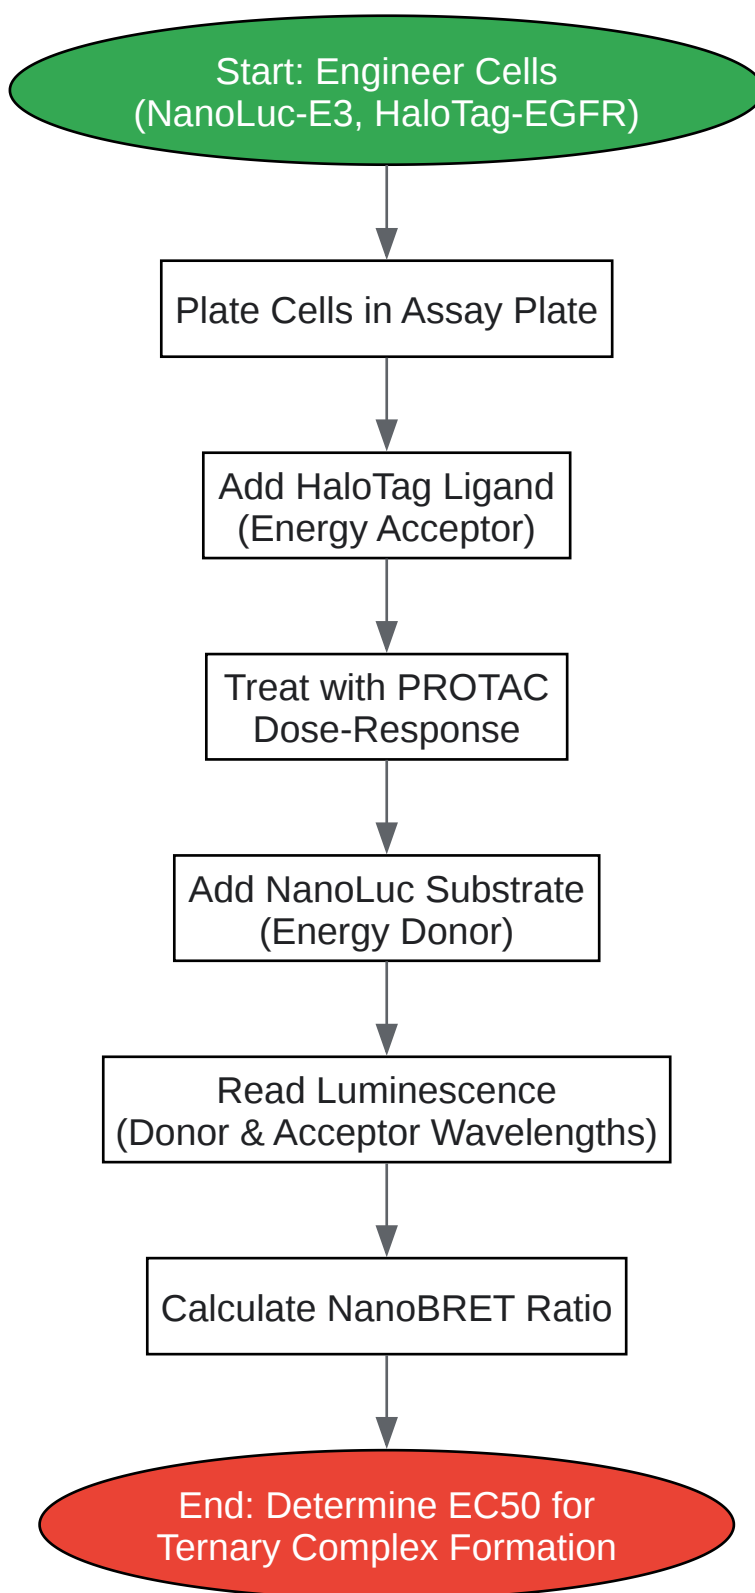 Start: Engineer Cells
(NanoLuc-E3, HaloTag-EGFR)
Plate Cells in Assay Plate
Add HaloTag Ligand
(Energy Acceptor)
Treat with PROTAC
Dose-Response
Add NanoLuc Substrate
(Energy Donor)
Read Luminescence
(Donor & Acceptor Wavelengths)
Calculate NanoBRET Ratio
End: Determine EC50 for
Ternary Complex Formation